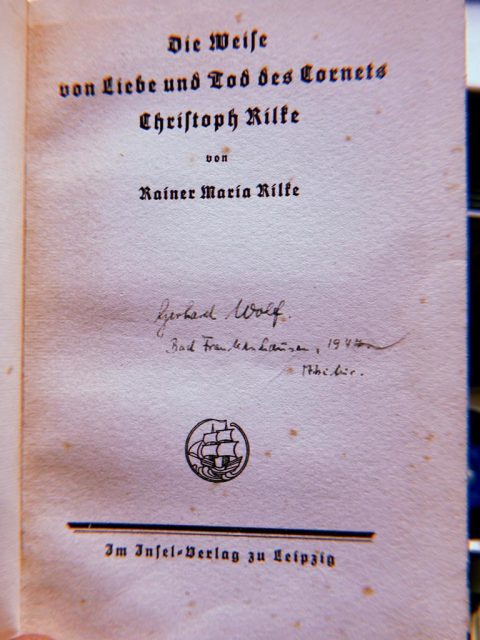 Die Weise
von Liebe und Tod des Cornets
Christoph Rilke
von
Rainer Maria Rilke
Gerhard Wolf.
Bad Frankenhausen, 1947
Im Insel-Verlag zu Leipzig